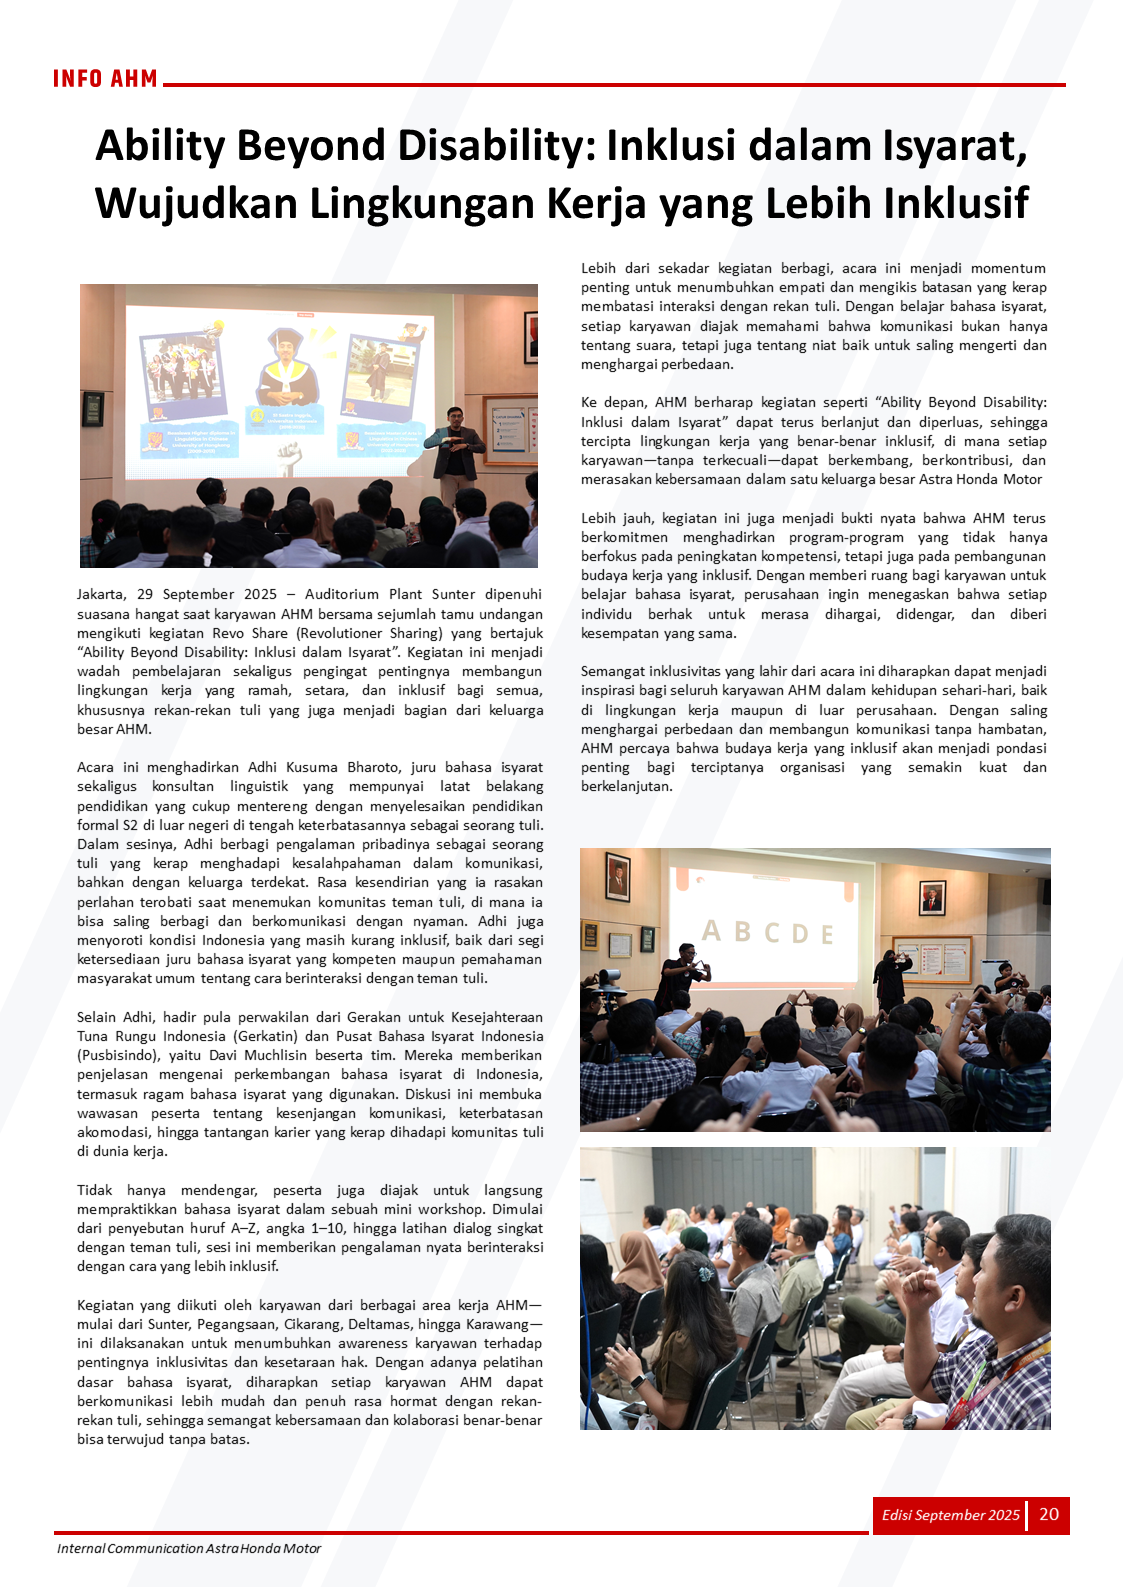 INFO AHM
Ability Beyond Disability: Inklusi dalam Isyarat,
Wujudkan Lingkungan Kerja yang Lebih Inklusif
Jakarta, 29 September 2025 – Auditorium Plant Sunter dipenuhi
suasana hangat saat karyawan AHM bersama sejumlah tamu undangan
mengikuti kegiatan Revo Share (Revolutioner Sharing) yang bertajuk
“Ability Beyond Disability: Inklusi dalam Isyarat”. Kegiatan ini menjadi
wadah pembelajaran sekaligus pengingat pentingnya membangun
lingkungan kerja yang ramah, setara, dan inklusif bagi semua,
khususnya rekan-rekan tuli yang juga menjadi bagian dari keluarga
besar AHM.
Acara ini menghadirkan Adhi Kusuma Bharoto, juru bahasa isyarat
sekaligus konsultan linguistik yang mempunyai latat belakang
pendidikan yang cukup mentereng dengan menyelesaikan pendidikan
formal S2 di luar negeri di tengah keterbatasannya sebagai seorang tuli.
Dalam sesinya, Adhi berbagi pengalaman pribadinya sebagai seorang
tuli yang kerap menghadapi kesalahpahaman dalam komunikasi,
bahkan dengan keluarga terdekat. Rasa kesendirian yang ia rasakan
perlahan terobati saat menemukan komunitas teman tuli, di mana ia
bisa saling berbagi dan berkomunikasi dengan nyaman. Adhi juga
menyoroti kondisi Indonesia yang masih kurang inklusif, baik dari segi
ketersediaan juru bahasa isyarat yang kompeten maupun pemahaman
masyarakat umum tentang cara berinteraksi dengan teman tuli.
Selain Adhi, hadir pula perwakilan dari Gerakan untuk Kesejahteraan
Tuna Rungu Indonesia (Gerkatin) dan Pusat Bahasa Isyarat Indonesia
(Pusbisindo), yaitu Davi Muchlisin beserta tim. Mereka memberikan
penjelasan mengenai perkembangan bahasa isyarat di Indonesia,
termasuk ragam bahasa isyarat yang digunakan. Diskusi ini membuka
wawasan peserta tentang kesenjangan komunikasi, keterbatasan
akomodasi, hingga tantangan karier yang kerap dihadapi komunitas tuli
di dunia kerja.
Tidak hanya mendengar, peserta juga diajak untuk langsung
mempraktikkan bahasa isyarat dalam sebuah mini workshop. Dimulai
dari penyebutan huruf A–Z, angka 1–10, hingga latihan dialog singkat
dengan teman tuli, sesi ini memberikan pengalaman nyata berinteraksi
dengan cara yang lebih inklusif.
Kegiatan yang diikuti oleh karyawan dari berbagai area kerja AHM—
mulai dari Sunter, Pegangsaan, Cikarang, Deltamas, hingga Karawang—
ini dilaksanakan untuk menumbuhkan awareness karyawan terhadap
pentingnya inklusivitas dan kesetaraan hak. Dengan adanya pelatihan
dasar bahasa isyarat, diharapkan setiap karyawan AHM dapat
berkomunikasi lebih mudah dan penuh rasa hormat dengan rekan-
rekan tuli, sehingga semangat kebersamaan dan kolaborasi benar-benar
bisa terwujud tanpa batas.
Lebih dari sekadar kegiatan berbagi, acara ini menjadi momentum
penting untuk menumbuhkan empati dan mengikis batasan yang kerap
membatasi interaksi dengan rekan tuli. Dengan belajar bahasa isyarat,
setiap karyawan diajak memahami bahwa komunikasi bukan hanya
tentang suara, tetapi juga tentang niat baik untuk saling mengerti dan
menghargai perbedaan.
Ke depan, AHM berharap kegiatan seperti “Ability Beyond Disability:
Inklusi dalam Isyarat” dapat terus berlanjut dan diperluas, sehingga
tercipta lingkungan kerja yang benar-benar inklusif, di mana setiap
karyawan—tanpa terkecuali—dapat berkembang, berkontribusi, dan
merasakan kebersamaan dalam satu keluarga besar Astra Honda Motor
Lebih jauh, kegiatan ini juga menjadi bukti nyata bahwa AHM terus
berkomitmen menghadirkan program-program yang tidak hanya
berfokus pada peningkatan kompetensi, tetapi juga pada pembangunan
budaya kerja yang inklusif. Dengan memberi ruang bagi karyawan untuk
belajar bahasa isyarat, perusahaan ingin menegaskan bahwa setiap
individu berhak untuk merasa dihargai, didengar, dan diberi
kesempatan yang sama.
Semangat inklusivitas yang lahir dari acara ini diharapkan dapat menjadi
inspirasi bagi seluruh karyawan AHM dalam kehidupan sehari-hari, baik
di lingkungan kerja maupun di luar perusahaan. Dengan saling
menghargai perbedaan dan membangun komunikasi tanpa hambatan,
AHM percaya bahwa budaya kerja yang inklusif akan menjadi pondasi
penting bagi terciptanya organisasi yang semakin kuat dan
berkelanjutan.
A B C D E
Edisi September 2025 20
Internal Communication Astra Honda Motor